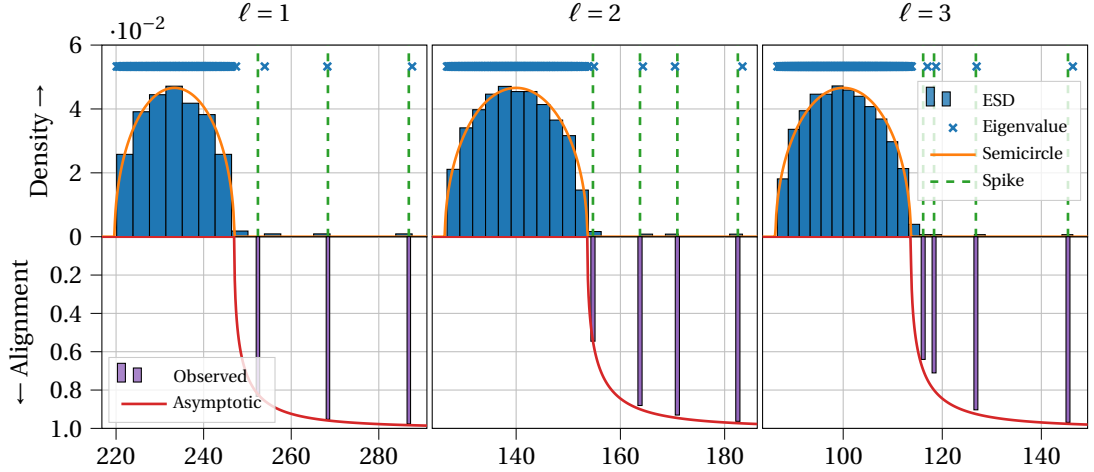 ℓ = 1 ℓ = 2 ℓ = 3
·10⁻²
6
4
2
0
0.2
0.4
0.6
0.8
1.0
Density →
← Alignment
ESD
Eigenvalue
Semicircle
Spike
Observed
Asymptotic
220 240 260 280 140 160 180 100 120 140